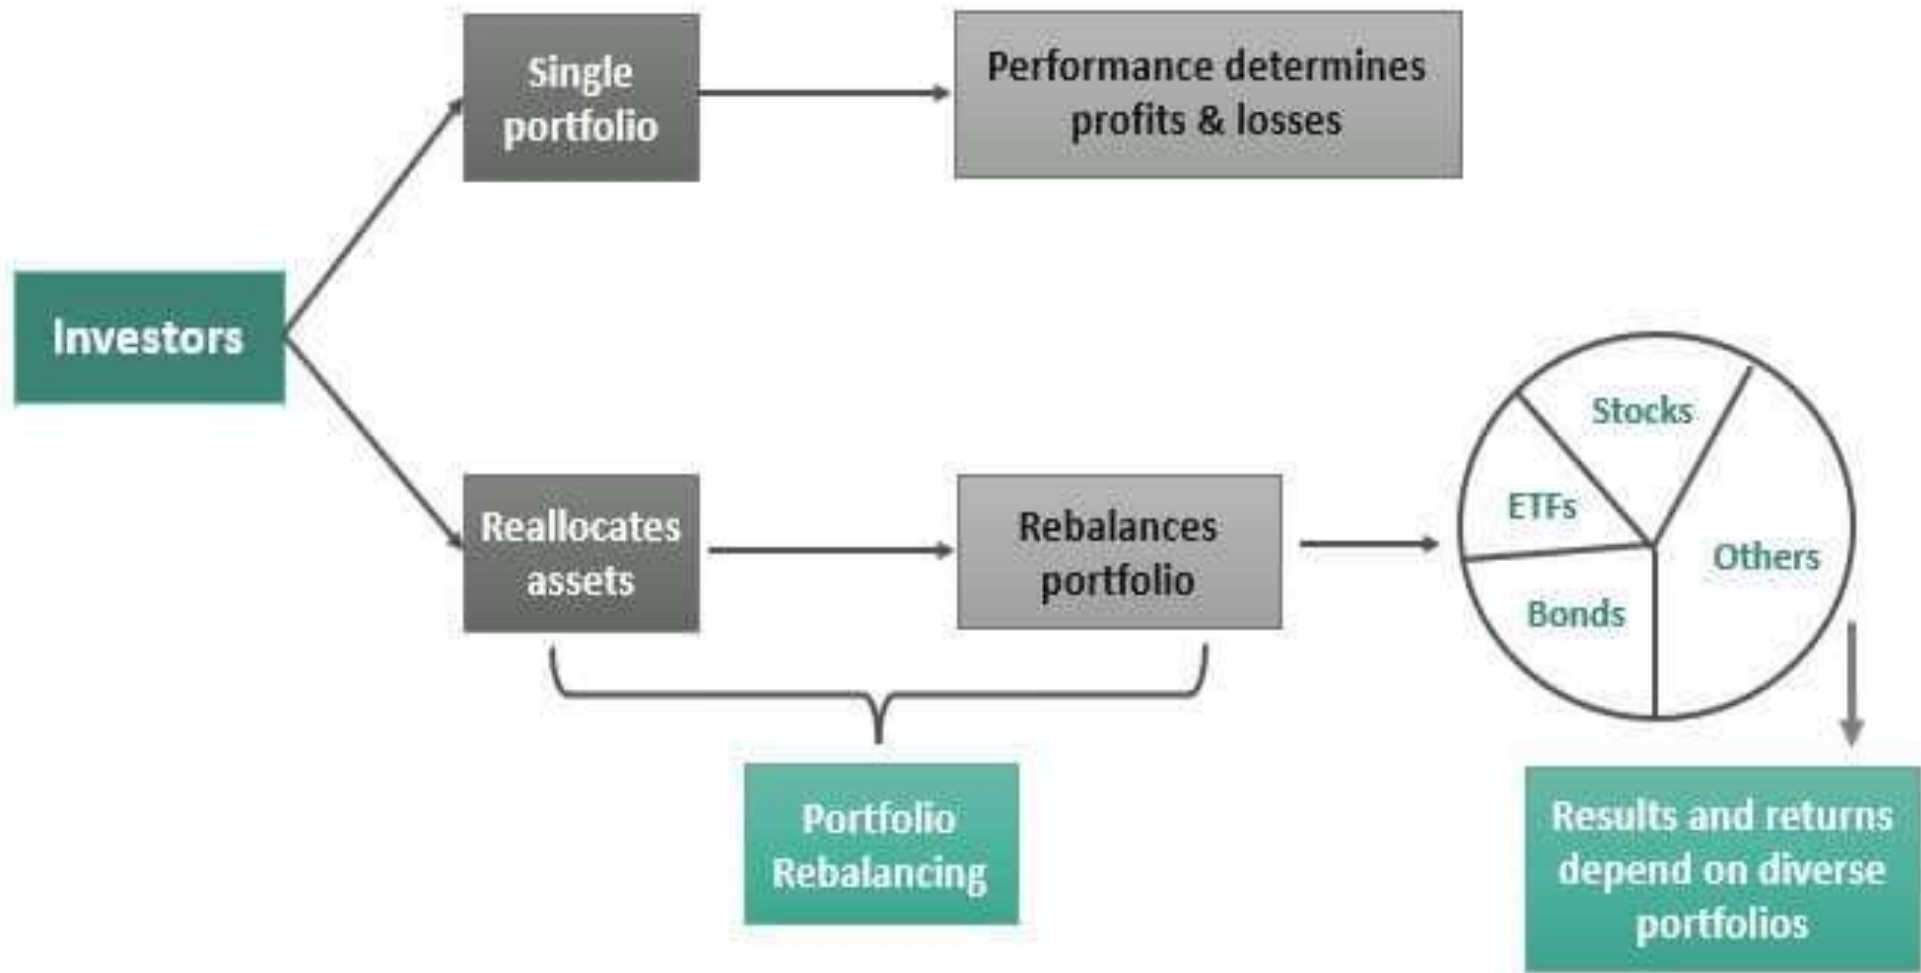 Single
portfolio
Performance determines
profits & losses
Investors
Reallocates
assets
Rebalances
portfolio
Stocks
ETFs
Others
Bonds
Portfolio
Rebalancing
Results and returns
depend on diverse
portfolios